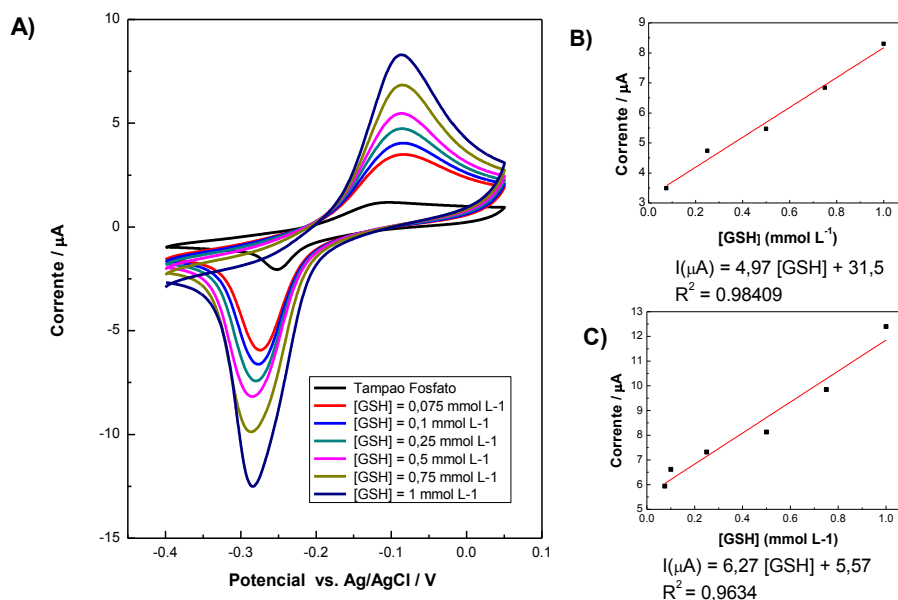 A)
10
5
0
-5
-10
-15
-0.4
-0.3
-0.2
-0.1
0.0
0.1
Corrente / µA
Potencial vs. Ag/AgCl / V
Tampao Fosfato
[GSH] = 0,075 mmol L-1
[GSH] = 0,1 mmol L-1
[GSH] = 0,25 mmol L-1
[GSH] = 0,5 mmol L-1
[GSH] = 0,75 mmol L-1
[GSH] = 1 mmol L-1
B)
9
8
7
6
5
4
3
0.0
0.2
0.4
0.6
0.8
1.0
Corrente / µA
[GSH] (mmol L⁻¹)
I(µA) = 4,97 [GSH] + 31,5
R² = 0.98409
C)
13
12
11
10
9
8
7
6
5
0.0
0.2
0.4
0.6
0.8
1.0
Corrente / µA
[GSH] (mmol L-1)
I(µA) = 6,27 [GSH] + 5,57
R² = 0,9634